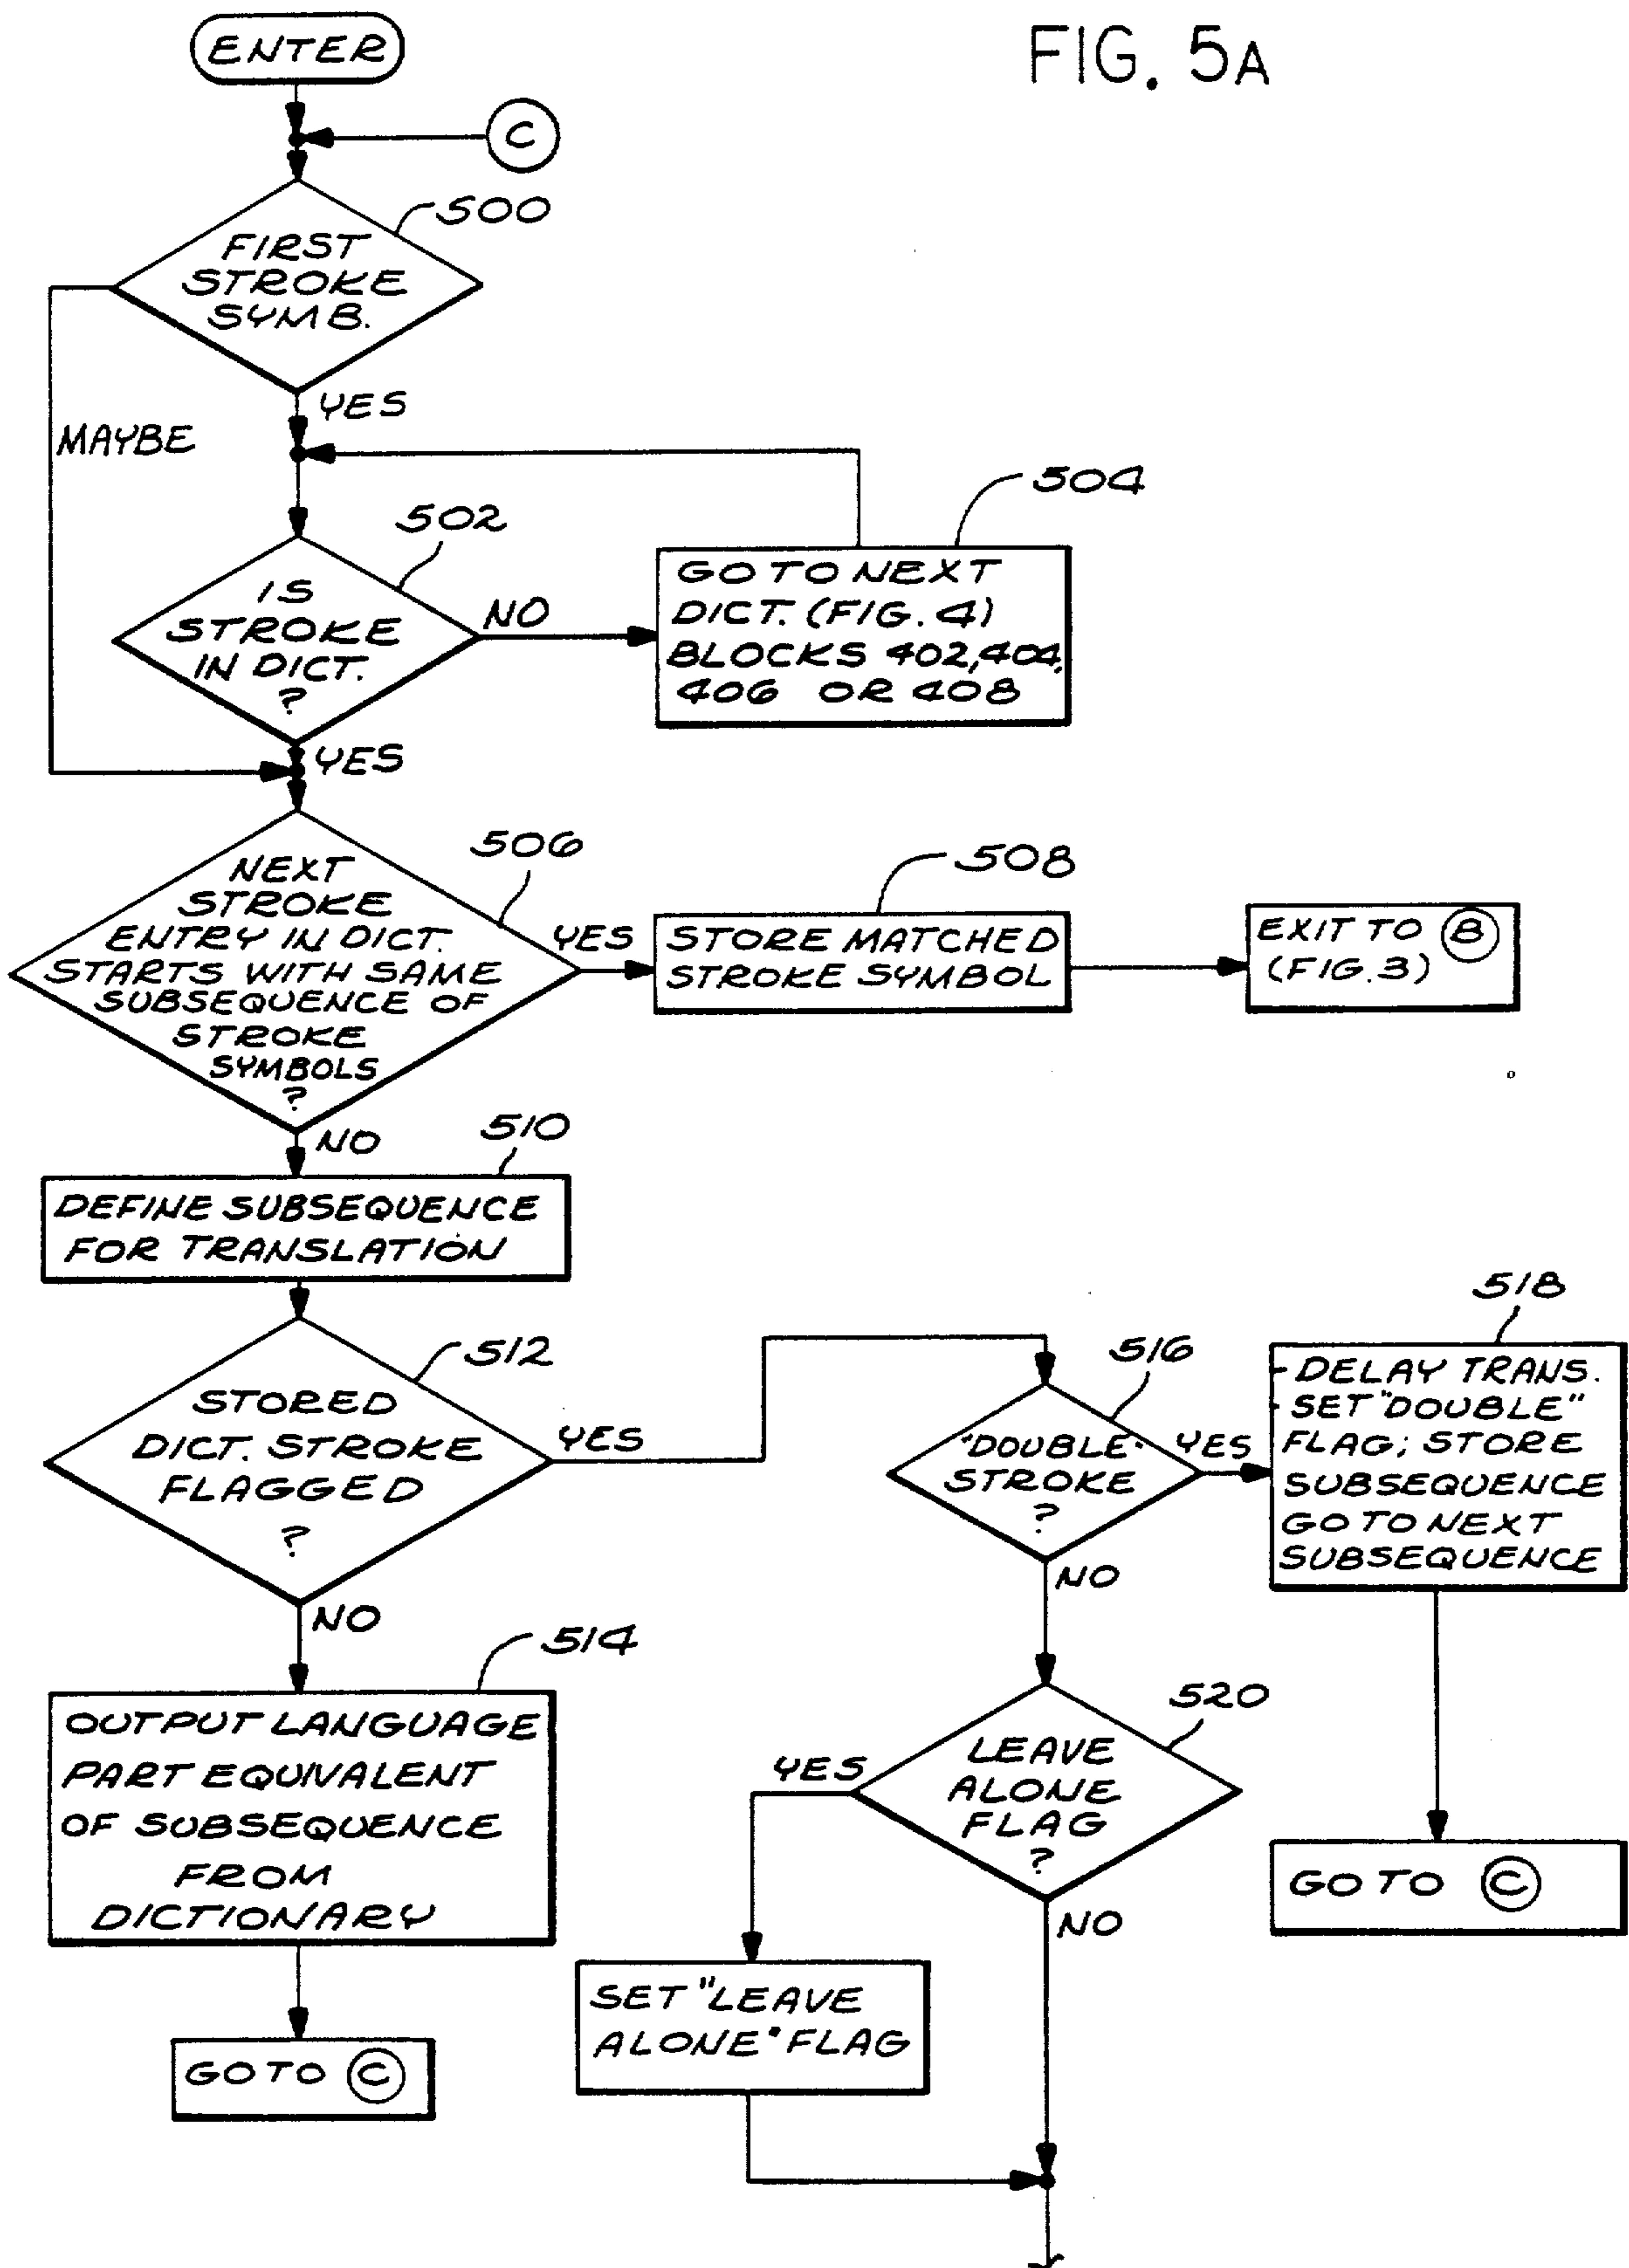 FIG. 5A
ENTER
C
500
FIRST
STROKE
SYMB.
YES
MAYBE
504
502
IS
STROKE
IN DICT.
?
NO
GO TO NEXT
DICT. (FIG. 4)
BLOCKS 402,404,
406 OR 408
YES
506
NEXT
STROKE
ENTRY IN DICT.
STARTS WITH SAME
SUBSEQUENCE OF
STROKE
SYMBOLS
?
YES
508
STORE MATCHED
STROKE SYMBOL
EXIT TO B
(FIG.3)
NO
510
DEFINE SUBSEQUENCE
FOR TRANSLATION
512
STORED
DICT. STROKE
FLAGGED
?
YES
516
"DOUBLE"
STROKE
?
YES
518
- DELAY TRANS.
- SET "DOUBLE"
FLAG; STORE
SUBSEQUENCE
GO TO NEXT
SUBSEQUENCE
NO
NO
514
OUTPUT LANGUAGE
PART EQUIVALENT
OF SUBSEQUENCE
FROM
DICTIONARY
520
LEAVE
ALONE
FLAG
?
YES
GO TO C
NO
SET "LEAVE
ALONE" FLAG
GO TO C